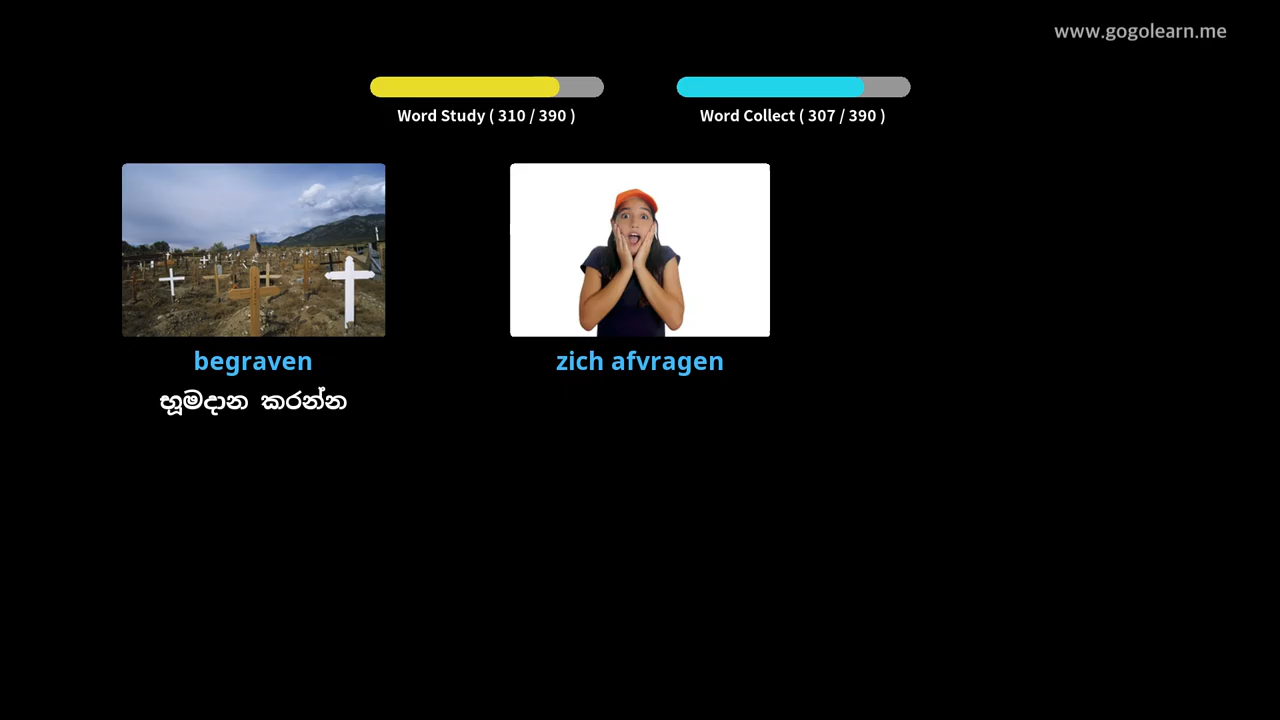 www.gogolearn.me
Word Study ( 310 / 390 )
Word Collect ( 307 / 390 )
begraven
zich afvragen
භූමදාන කරන්න